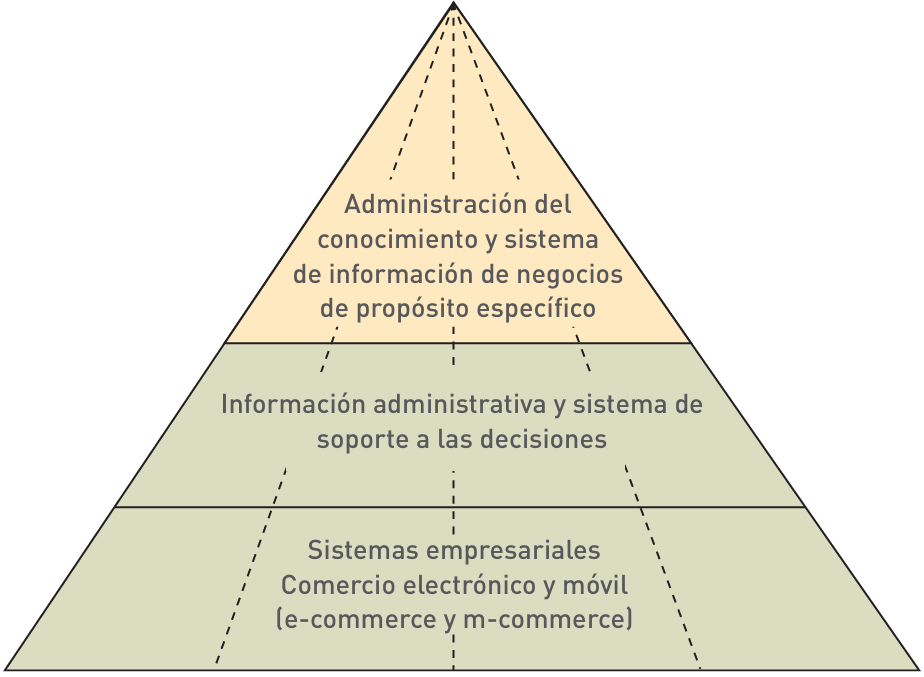 Administración del
conocimiento y sistema
de información de negocios
de propósito específico
Información administrativa y sistema de
soporte a las decisiones
Sistemas empresariales
Comercio electrónico y móvil
(e-commerce y m-commerce)